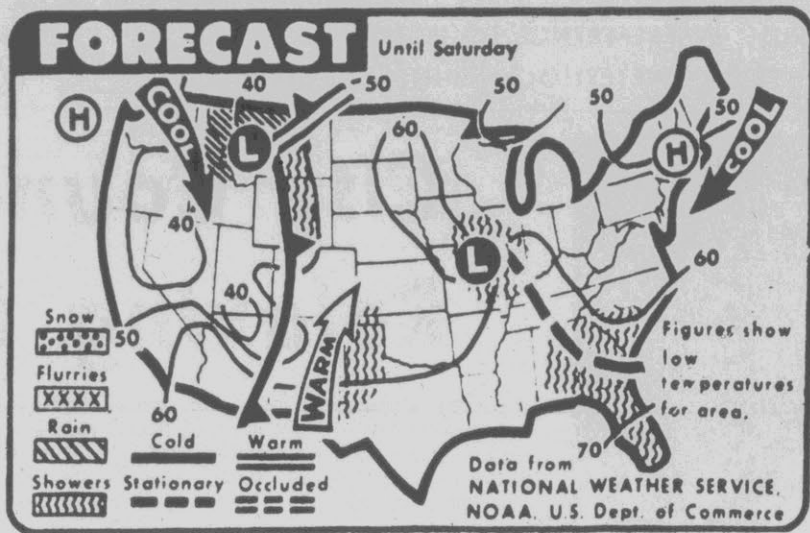 FORECAST Until Saturday
40 50 50 50 50
H COOL L 60 H COOL
40
L
40 60
Snow
50
Flurries
XXXX
60
WARM
Rain Cold Warm
Showers Stationary Occluded
70
Figures show
low
temperatures
for area.
Data from
NATIONAL WEATHER SERVICE,
NOAA, U.S. Dept. of Commerce